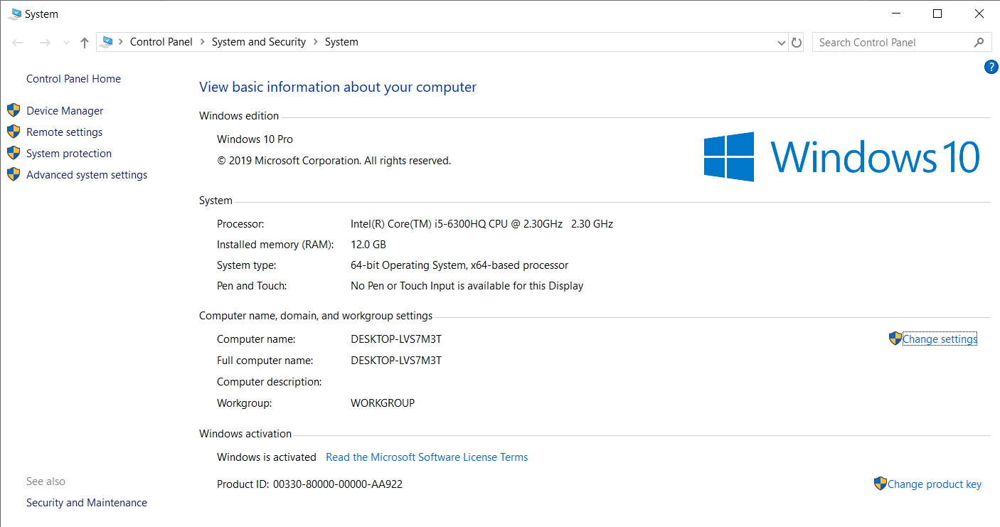 System
Control Panel System and Security System
Search Control Panel
?
Control Panel Home
Device Manager
Remote settings
System protection
Advanced system settings
See also
Security and Maintenance
View basic information about your computer
Windows edition
Windows 10 Pro
© 2019 Microsoft Corporation. All rights reserved.
Windows 10
System
Processor: Intel(R) Core(TM) i5-6300HQ CPU @ 2.30GHz 2.30 GHz
Installed memory (RAM): 12.0 GB
System type: 64-bit Operating System, x64-based processor
Pen and Touch: No Pen or Touch Input is available for this Display
Computer name, domain, and workgroup settings
Computer name: DESKTOP-LVS7M3T
Change settings
Full computer name: DESKTOP-LVS7M3T
Computer description:
Workgroup: WORKGROUP
Windows activation
Windows is activated Read the Microsoft Software License Terms
Product ID: 00330-80000-00000-AA922
Change product key